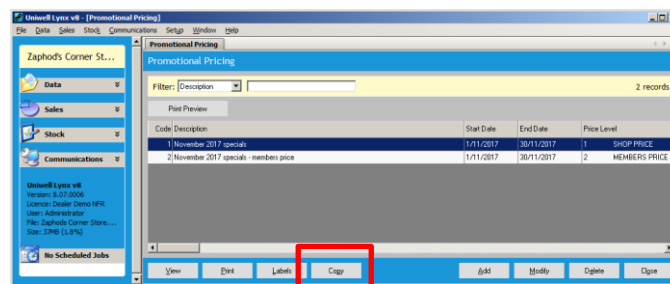 Uniwell Lynx v8 - [Promotional Pricing]
File Data Sales Stock Communications Setup Window Help
Zaphod's Corner St...
Data
Sales
Stock
Communications
Uniwell Lynx v8
Version: 8.07.0006
Licence: Dealer Demo NFR
User: Administrator
File: Zaphods Corner Store....
Size: 37MB (1.8%)
No Scheduled Jobs
Promotional Pricing
Promotional Pricing
Filter: Description 2 records
Print Preview
Code Description Start Date End Date Price Level
1 November 2017 specials 1/11/2017 30/11/2017 1 SHOP PRICE
2 November 2017 specials - members price 1/11/2017 30/11/2017 2 MEMBERS PRICE
View Print Labels Copy Add Modify Delete Close